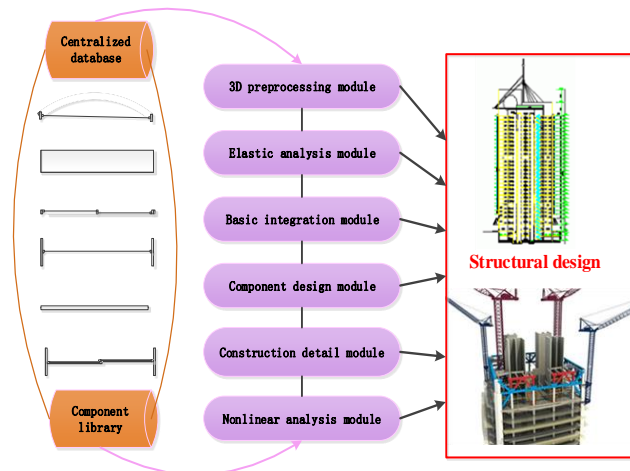 Centralized
database
Component
library
3D preprocessing module
Elastic analysis module
Basic integration module
Component design module
Construction detail module
Nonlinear analysis module
Structural design